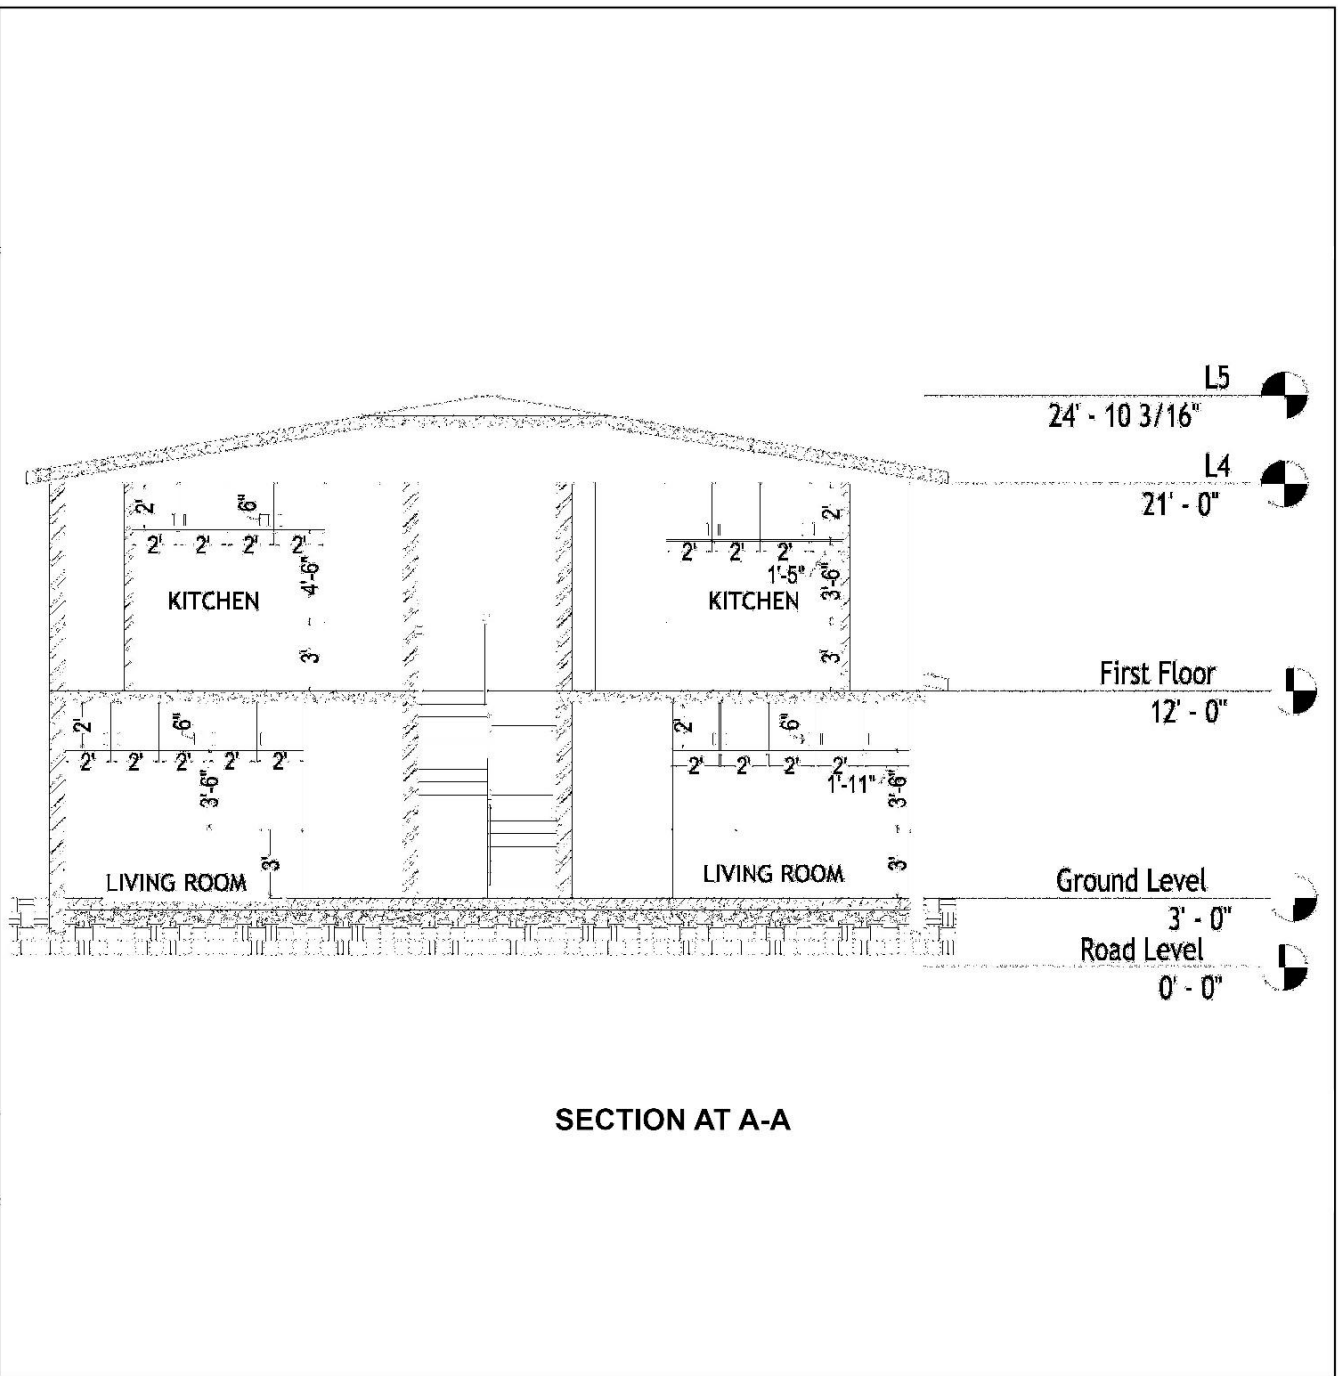 L5
24' - 10 3/16"
L4
21' - 0"
2' 6" 2'
2' 2' 2' 2' 2' 2' 2'
4'-6" 1'-5" 3'-6"
KITCHEN KITCHEN
3' 3'
First Floor
12' - 0"
2' 6" 2' 6"
2' 2' 2' 2' 2' 2' 2' 2' 2'
3'-6" 1'-11" 3'-6"
3' 3'
LIVING ROOM LIVING ROOM
Ground Level
3' - 0"
Road Level
0' - 0"
SECTION AT A-A